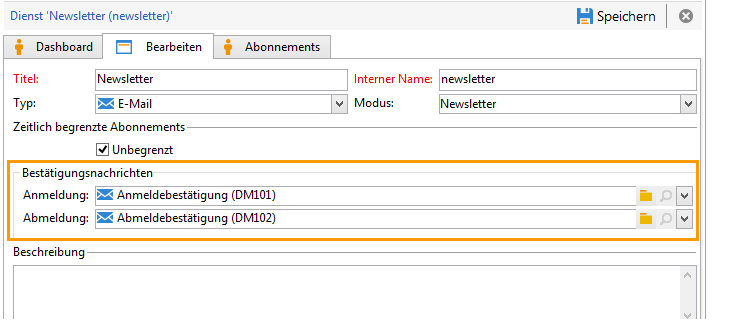 Dienst 'Newsletter (newsletter)' Speichern
Dashboard Bearbeiten Abonnements
Titel: Newsletter Interner Name: newsletter
Typ: E-Mail Modus: Newsletter
Zeitlich begrenzte Abonnements
Unbegrenzt
Bestätigungsnachrichten
Anmeldung: Anmeldebestätigung (DM101)
Abmeldung: Abmeldebestätigung (DM102)
Beschreibung